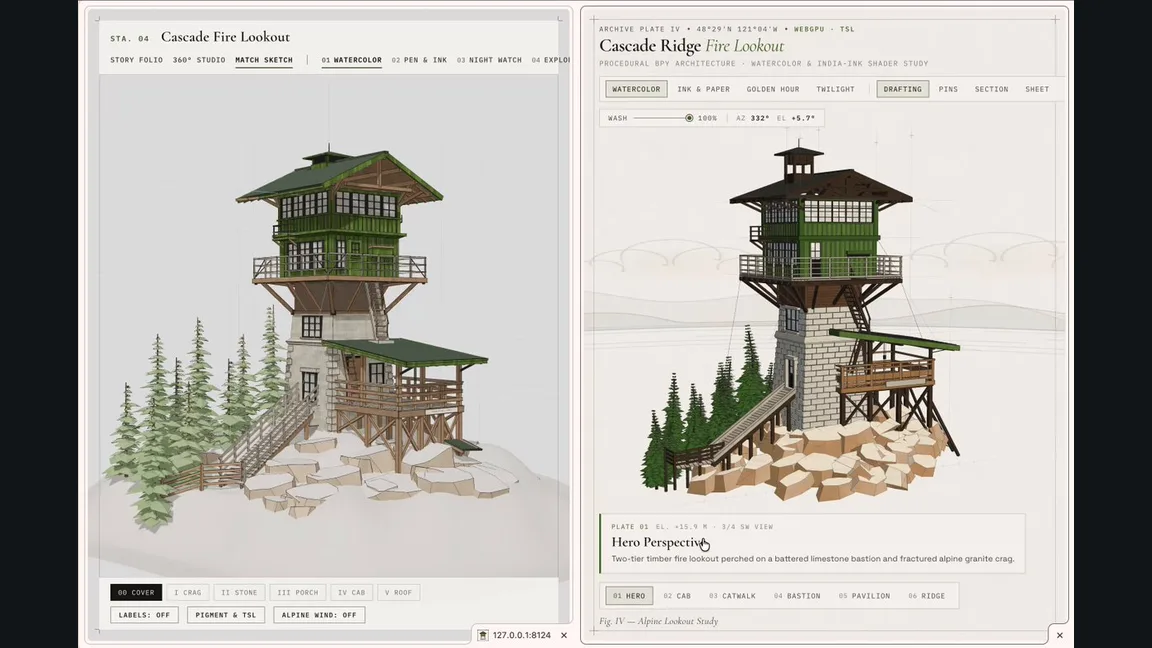 STA. 04 Cascade Fire Lookout
STORY FOLIO 360° STUDIO MATCH SKETCH 01 WATERCOLOR 02 PEN & INK 03 NIGHT WATCH 04 EXPLO
00 COVER I CRAG II STONE III PORCH IV CAB V ROOF
LABELS: OFF PIGMENT & TSL ALPINE WIND: OFF
127.0.0.1:8124
ARCHIVE PLATE IV • 48°29'N 121°04'W • WEBGPU · TSL
Cascade Ridge Fire Lookout
PROCEDURAL BPY ARCHITECTURE · WATERCOLOR & INDIA-INK SHADER STUDY
WATERCOLOR INK & PAPER GOLDEN HOUR TWILIGHT DRAFTING PINS SECTION SHEET
WASH 100% AZ 332° EL +5.7°
PLATE 01 EL. +15.9 M · 3/4 SW VIEW
Hero Perspective
Two-tier timber fire lookout perched on a battered limestone bastion and fractured alpine granite crag.
01 HERO 02 CAB 03 CATWALK 04 BASTION 05 PAVILION 06 RIDGE
Fig. IV — Alpine Lookout Study